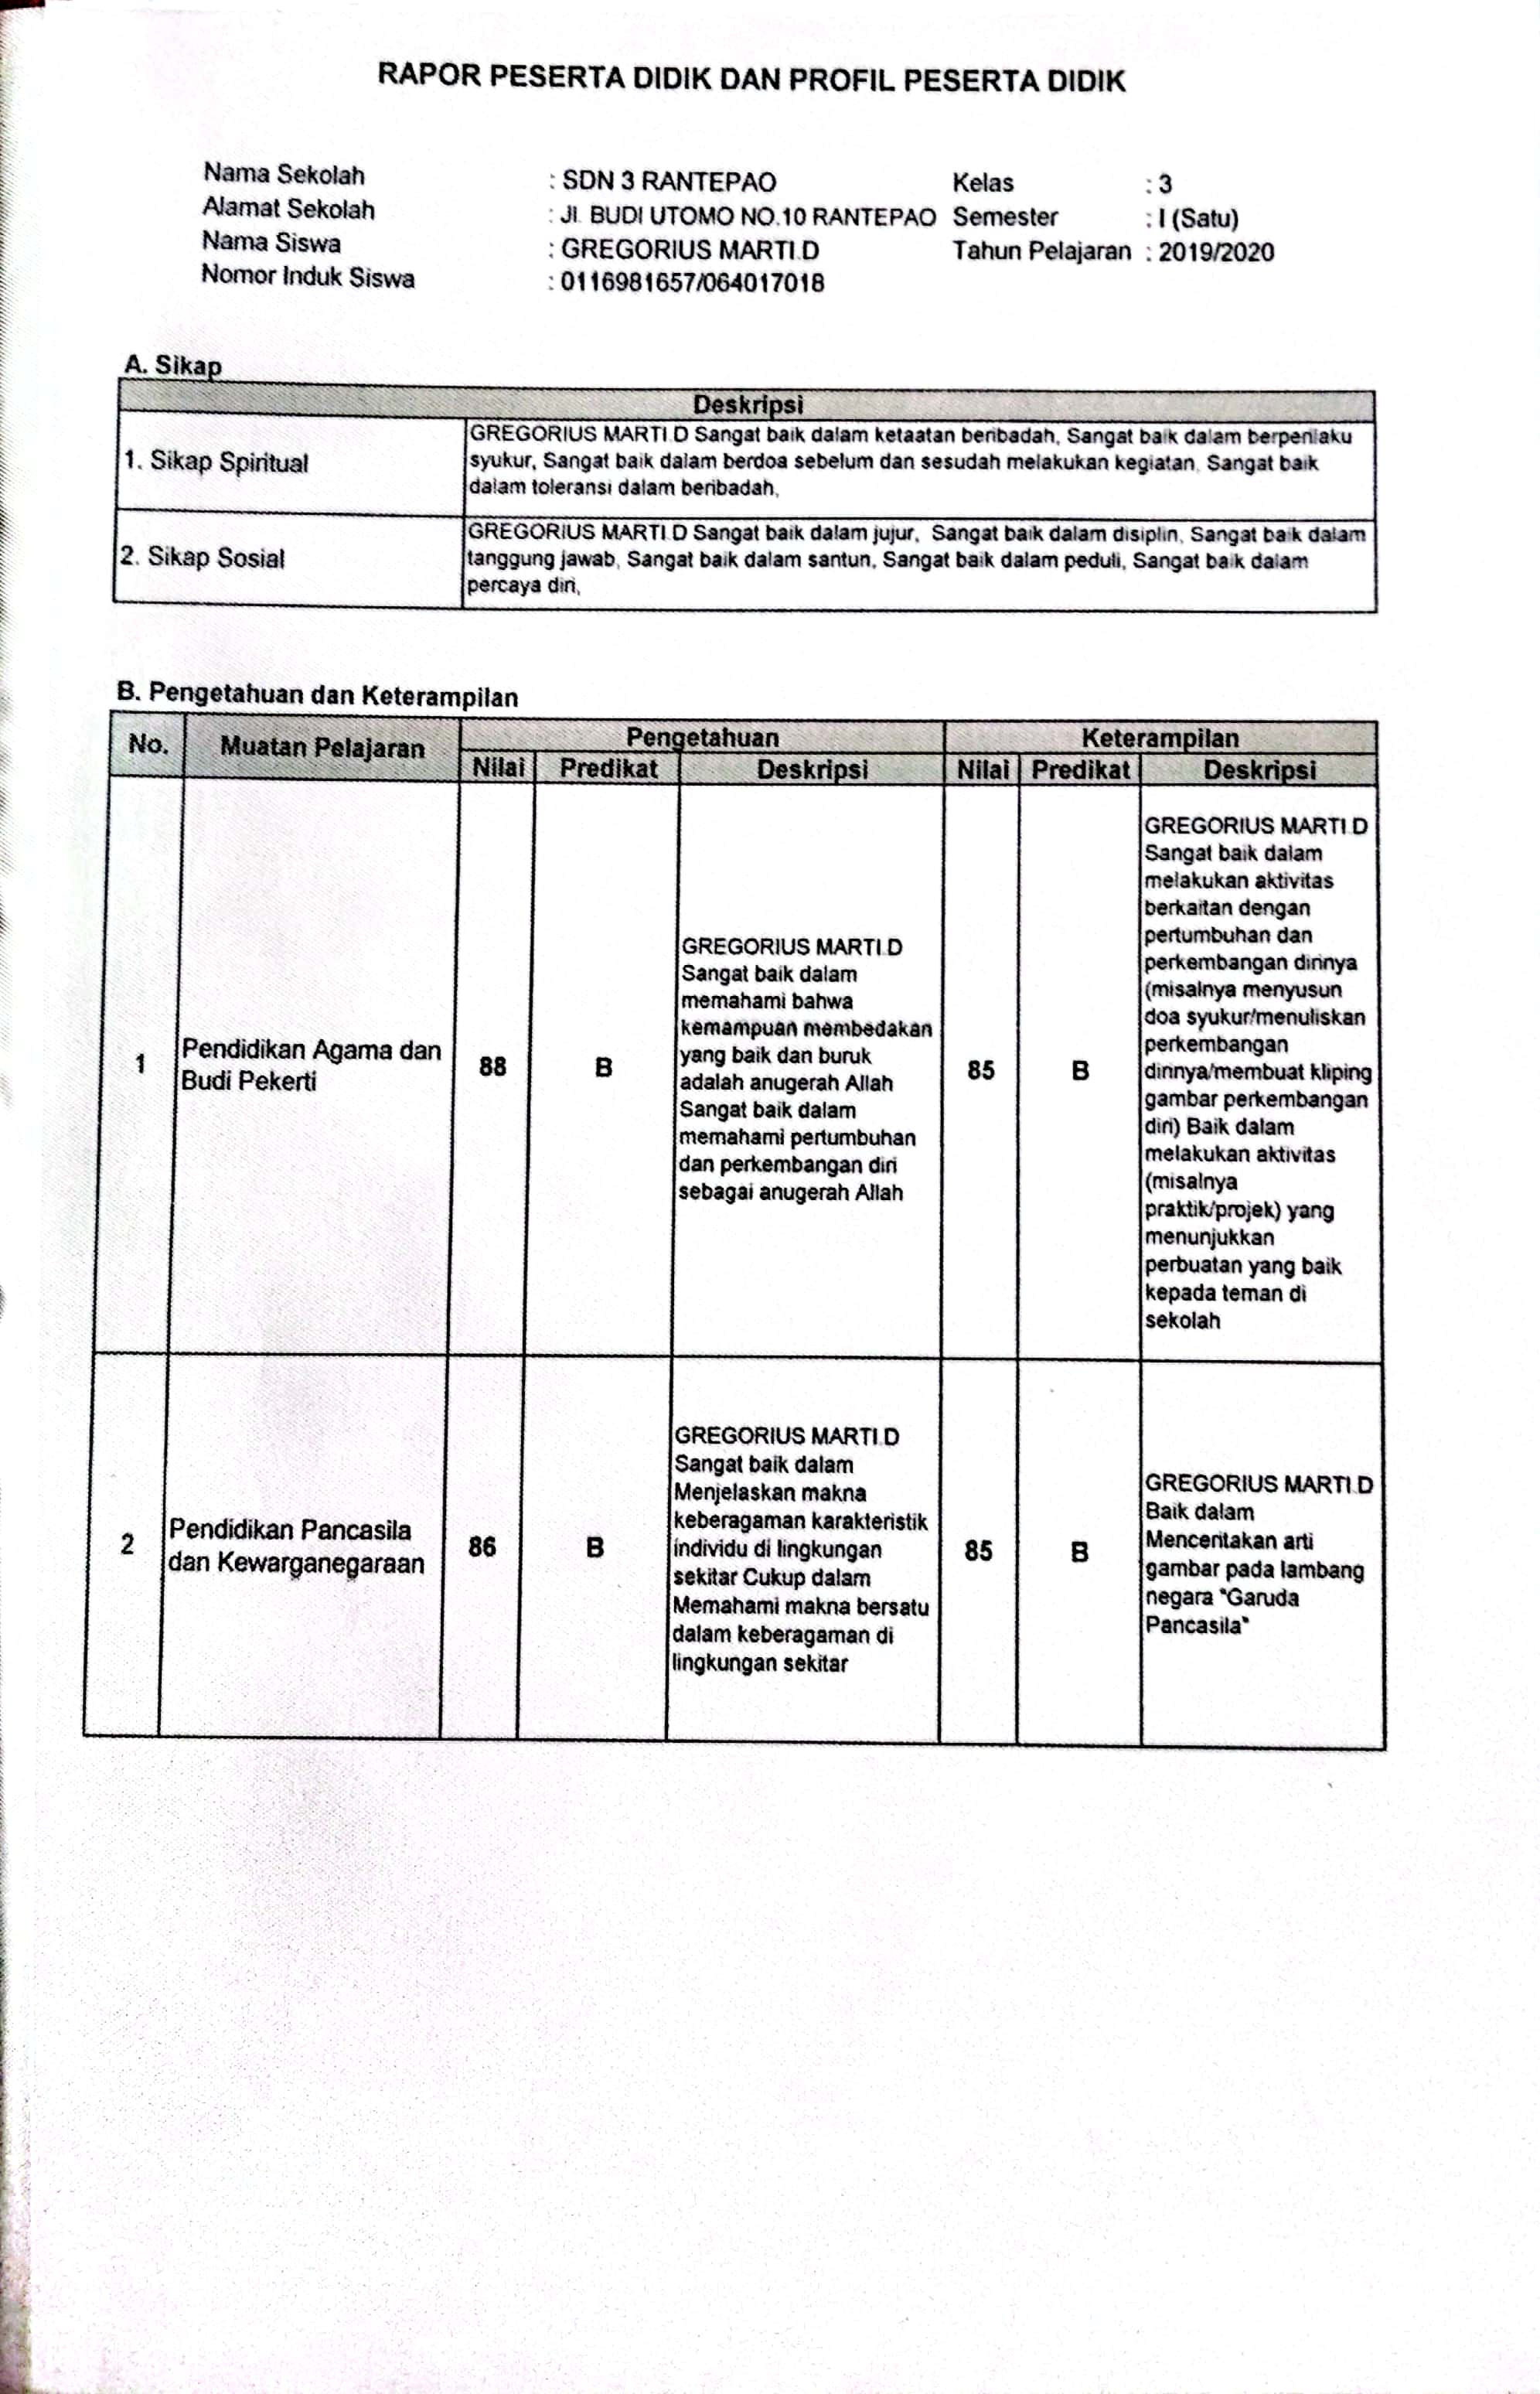 RAPOR PESERTA DIDIK DAN PROFIL PESERTA DIDIK
Nama Sekolah : SDN 3 RANTEPAO Kelas : 3
Alamat Sekolah : Jl. BUDI UTOMO NO.10 RANTEPAO Semester : I (Satu)
Nama Siswa : GREGORIUS MARTI.D Tahun Pelajaran : 2019/2020
Nomor Induk Siswa : 0116981657/064017018
A. Sikap
Deskripsi
1. Sikap Spiritual
GREGORIUS MARTI.D Sangat baik dalam ketaatan beribadah, Sangat baik dalam berperilaku
syukur, Sangat baik dalam berdoa sebelum dan sesudah melakukan kegiatan, Sangat baik
dalam toleransi dalam beribadah,
2. Sikap Sosial
GREGORIUS MARTI.D Sangat baik dalam jujur, Sangat baik dalam disiplin, Sangat baik dalam
tanggung jawab, Sangat baik dalam santun, Sangat baik dalam peduli, Sangat baik dalam
percaya diri,
B. Pengetahuan dan Keterampilan
No. Muatan Pelajaran Pengetahuan Keterampilan
Nilai Predikat Deskripsi Nilai Predikat Deskripsi
1
Pendidikan Agama dan
Budi Pekerti
88
B
GREGORIUS MARTI.D
Sangat baik dalam
memahami bahwa
kemampuan membedakan
yang baik dan buruk
adalah anugerah Allah
Sangat baik dalam
memahami pertumbuhan
dan perkembangan diri
sebagai anugerah Allah
85
B
GREGORIUS MARTI.D
Sangat baik dalam
melakukan aktivitas
berkaitan dengan
pertumbuhan dan
perkembangan dirinya
(misalnya menyusun
doa syukur/menuliskan
perkembangan
dirinya/membuat kliping
gambar perkembangan
diri) Baik dalam
melakukan aktivitas
(misalnya
praktik/projek) yang
menunjukkan
perbuatan yang baik
kepada teman di
sekolah
2
Pendidikan Pancasila
dan Kewarganegaraan
86
B
GREGORIUS MARTI.D
Sangat baik dalam
Menjelaskan makna
keberagaman karakteristik
individu di lingkungan
sekitar Cukup dalam
Memahami makna bersatu
dalam keberagaman di
lingkungan sekitar
85
B
GREGORIUS MARTI.D
Baik dalam
Menceritakan arti
gambar pada lambang
negara "Garuda
Pancasila"